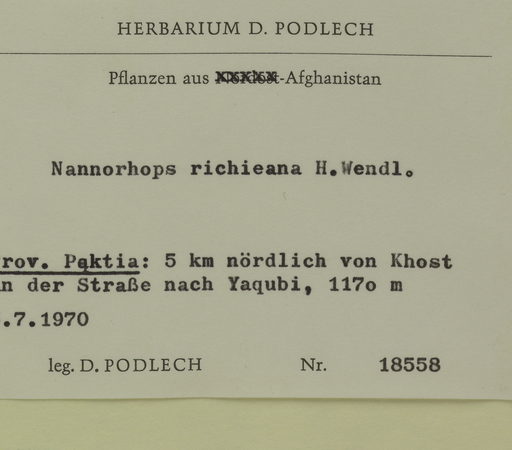 HERBARIUM D. PODLECH
Pflanzen aus -Afghanistan
Nannorhops richieana H.Wendl.
rov. Paktia: 5 km nördlich von Khost
n der Straße nach Yaqubi, 117o m
.7.1970
leg. D. PODLECH Nr. 18558